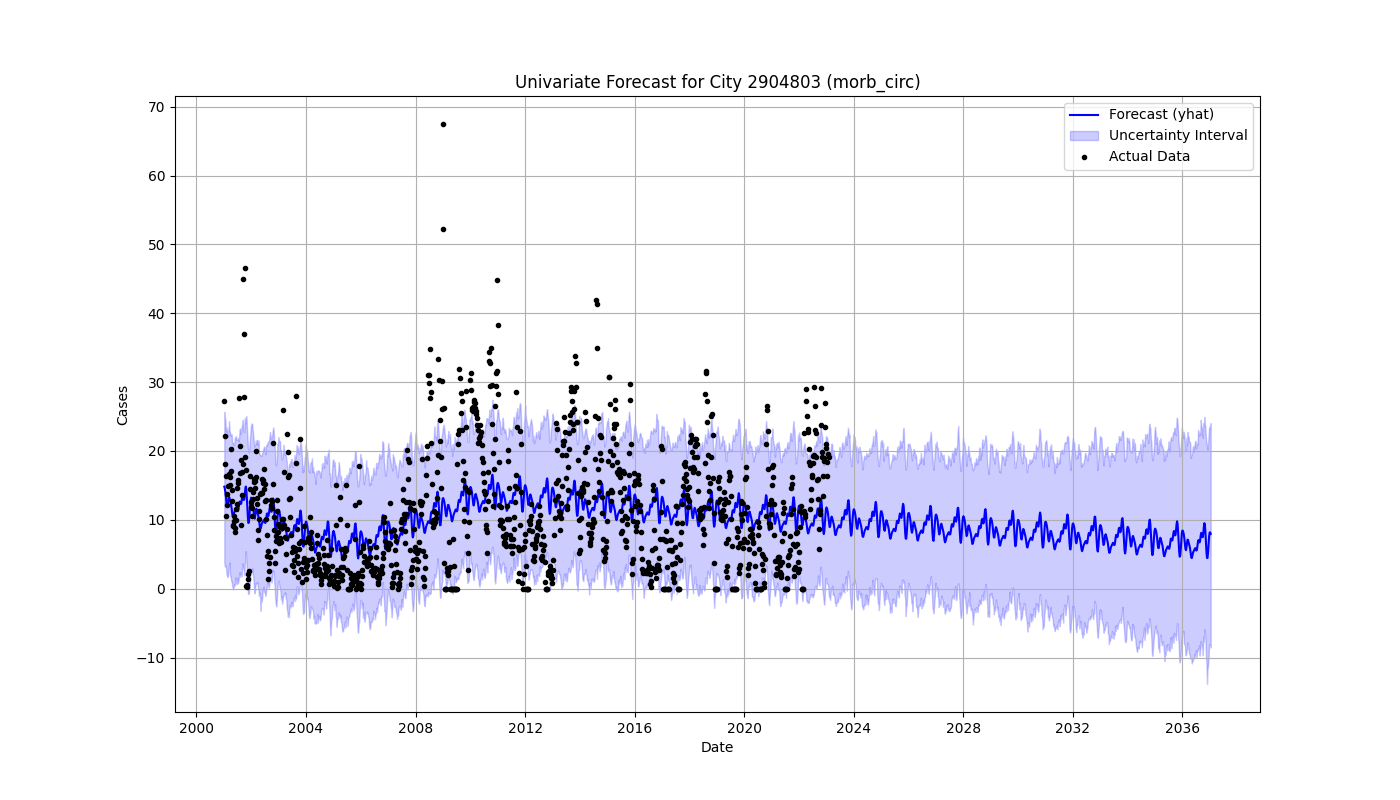 Univariate Forecast for City 2904803 (morb_circ)
Forecast (yhat)
Uncertainty Interval
Actual Data
70
60
50
40
30
20
10
0
−10
Cases
2000 2004 2008 2012 2016 2020 2024 2028 2032 2036
Date